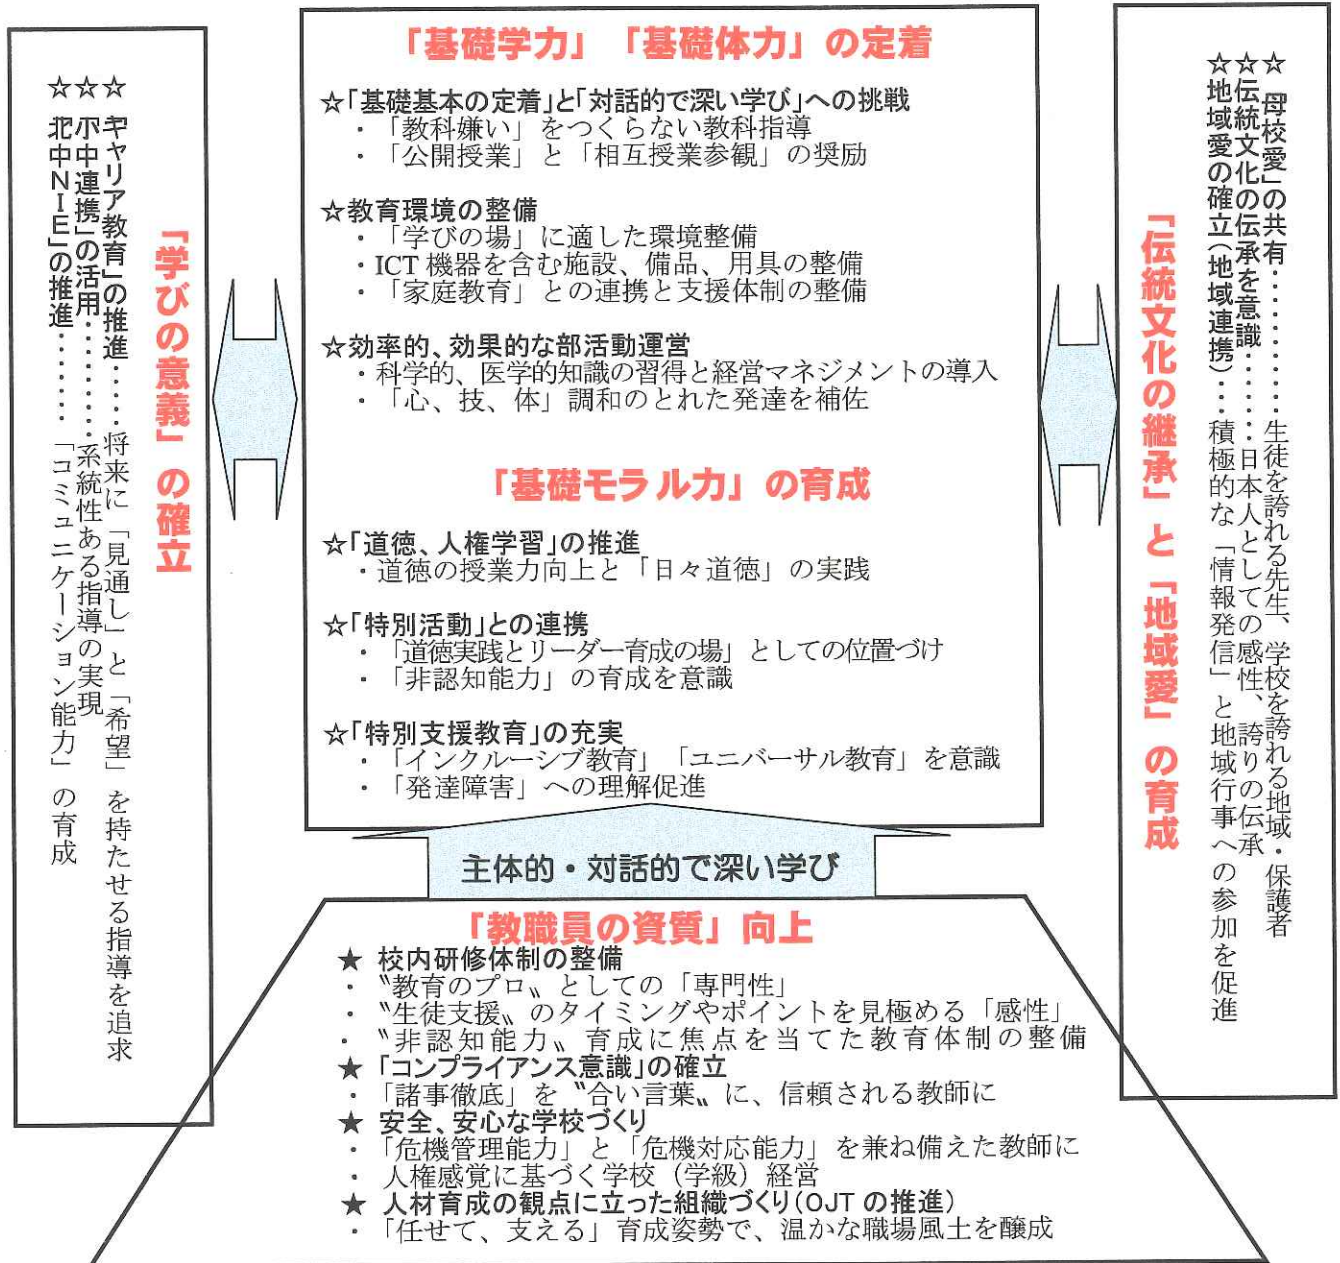 「学びの意義」の確立
☆「キャリア教育」の推進‥‥‥将来に「見通し」と「希望」を持たせる指導を追求
☆「小中連携」の活用‥‥‥‥‥系統性ある指導の実現
☆「北中NIE」の推進‥‥‥‥「コミュニケーション能力」の育成
「基礎学力」「基礎体力」の定着
☆「基礎基本の定着」と「対話的で深い学び」への挑戦
・「教科嫌い」をつくらない教科指導
・「公開授業」と「相互授業参観」の奨励
☆教育環境の整備
・「学びの場」に適した環境整備
・ICT 機器を含む施設、備品、用具の整備
・「家庭教育」との連携と支援体制の整備
☆効率的、効果的な部活動運営
・科学的、医学的知識の習得と経営マネジメントの導入
・「心、技、体」調和のとれた発達を補佐
「基礎モラル力」の育成
☆「道徳、人権学習」の推進
・道徳の授業力向上と「日々道徳」の実践
☆「特別活動」との連携
・「道徳実践とリーダー育成の場」としての位置づけ
・「非認知能力」の育成を意識
☆「特別支援教育」の充実
・「インクルーシブ教育」「ユニバーサル教育」を意識
・「発達障害」への理解促進
☆「母校愛」の共有‥‥‥‥‥‥‥生徒を誇れる先生、学校を誇れる地域・保護者
☆伝統文化の伝承を意識‥‥‥‥日本人としての感性、誇りの伝承
☆地域愛の確立(地域連携)‥‥積極的な「情報発信」と地域行事への参加を促進
「伝統文化の継承」と「地域愛」の育成
主体的・対話的で深い学び
「教職員の資質」向上
★ 校内研修体制の整備
・〝教育のプロ〟としての「専門性」
・〝生徒支援〟のタイミングやポイントを見極める「感性」
・〝非認知能力〟育成に焦点を当てた教育体制の整備
★「コンプライアンス意識」の確立
・「諸事徹底」を〝合い言葉〟に、信頼される教師に
★ 安全、安心な学校づくり
・「危機管理能力」と「危機対応能力」を兼ね備えた教師に
・ 人権感覚に基づく学校（学級）経営
★ 人材育成の観点に立った組織づくり(OJT の推進)
・「任せて、支える」育成姿勢で、温かな職場風土を醸成